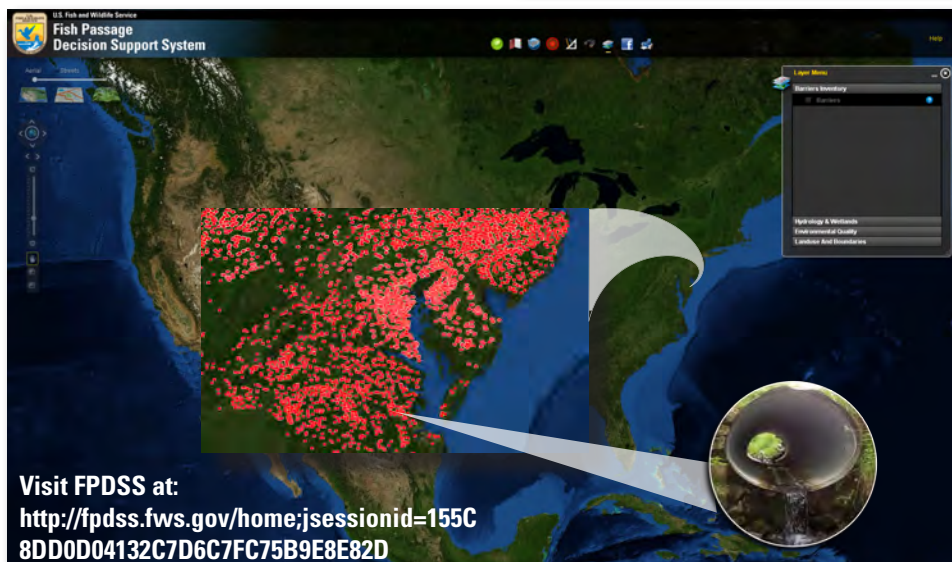 U.S. Fish and Wildlife Service
Fish Passage
Decision Support System
Help
Aerial Streets
Layer Menu
Barriers Inventory
Barriers
Hydrology & Wetlands
Environmental Quality
Landuse And Boundaries
Visit FPDSS at:
http://fpdss.fws.gov/home;jsessionid=155C
8DD0D04132C7D6C7FC75B9E8E82D